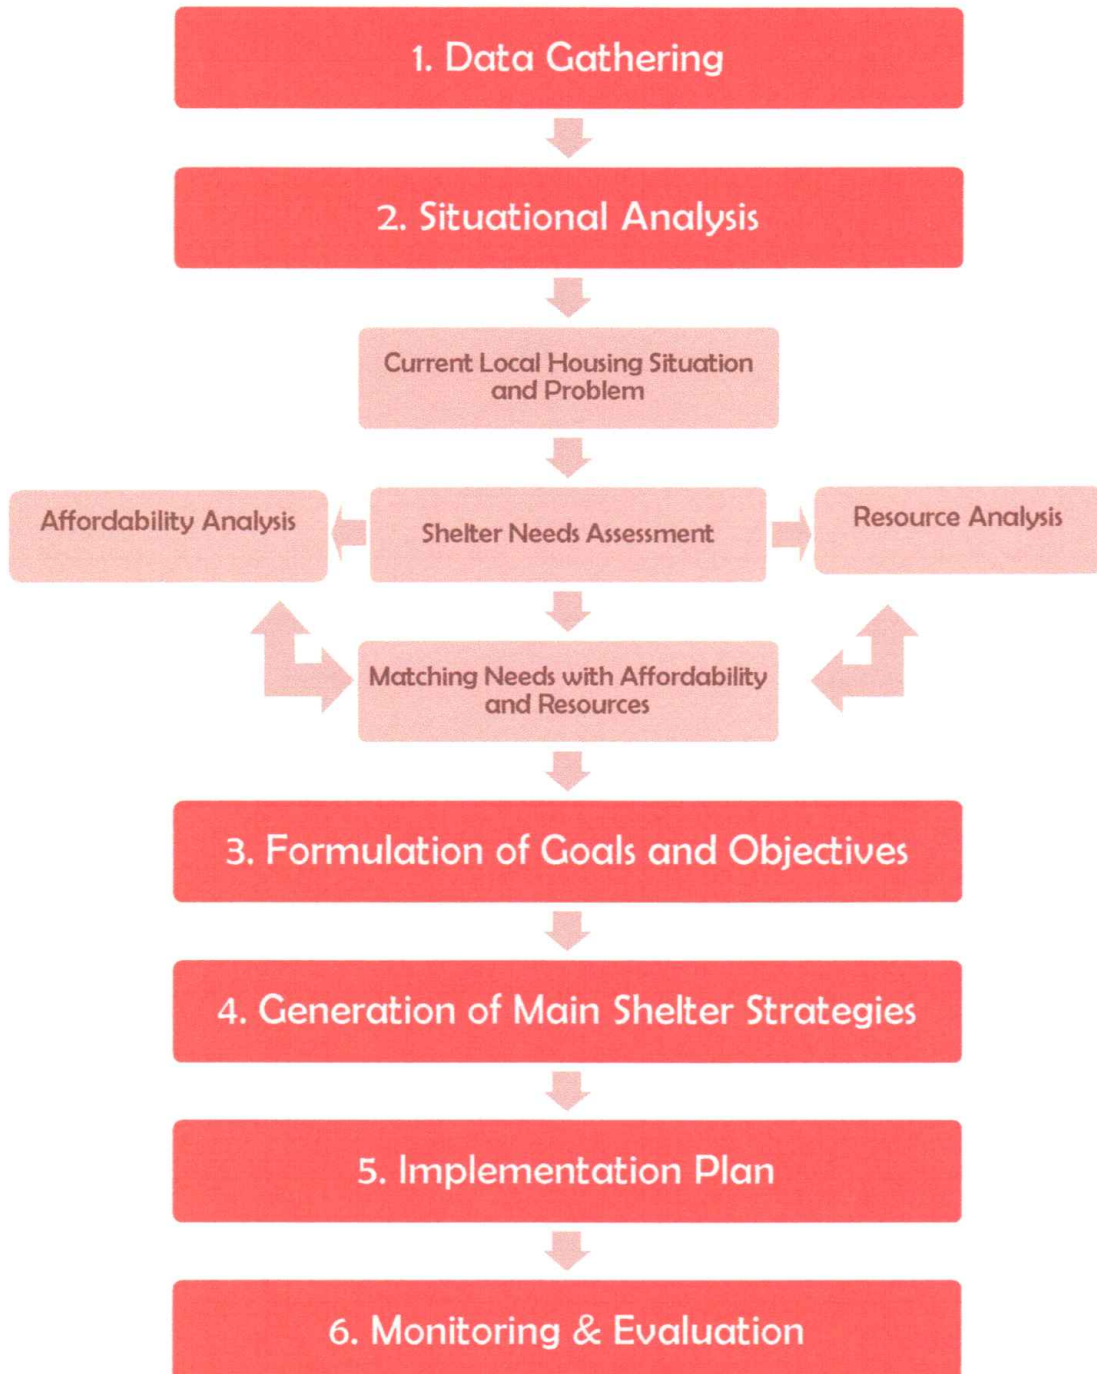 1. Data Gathering
2. Situational Analysis
Current Local Housing Situation
and Problem
Affordability Analysis
Shelter Needs Assessment
Resource Analysis
Matching Needs with Affordability
and Resources
3. Formulation of Goals and Objectives
4. Generation of Main Shelter Strategies
5. Implementation Plan
6. Monitoring & Evaluation